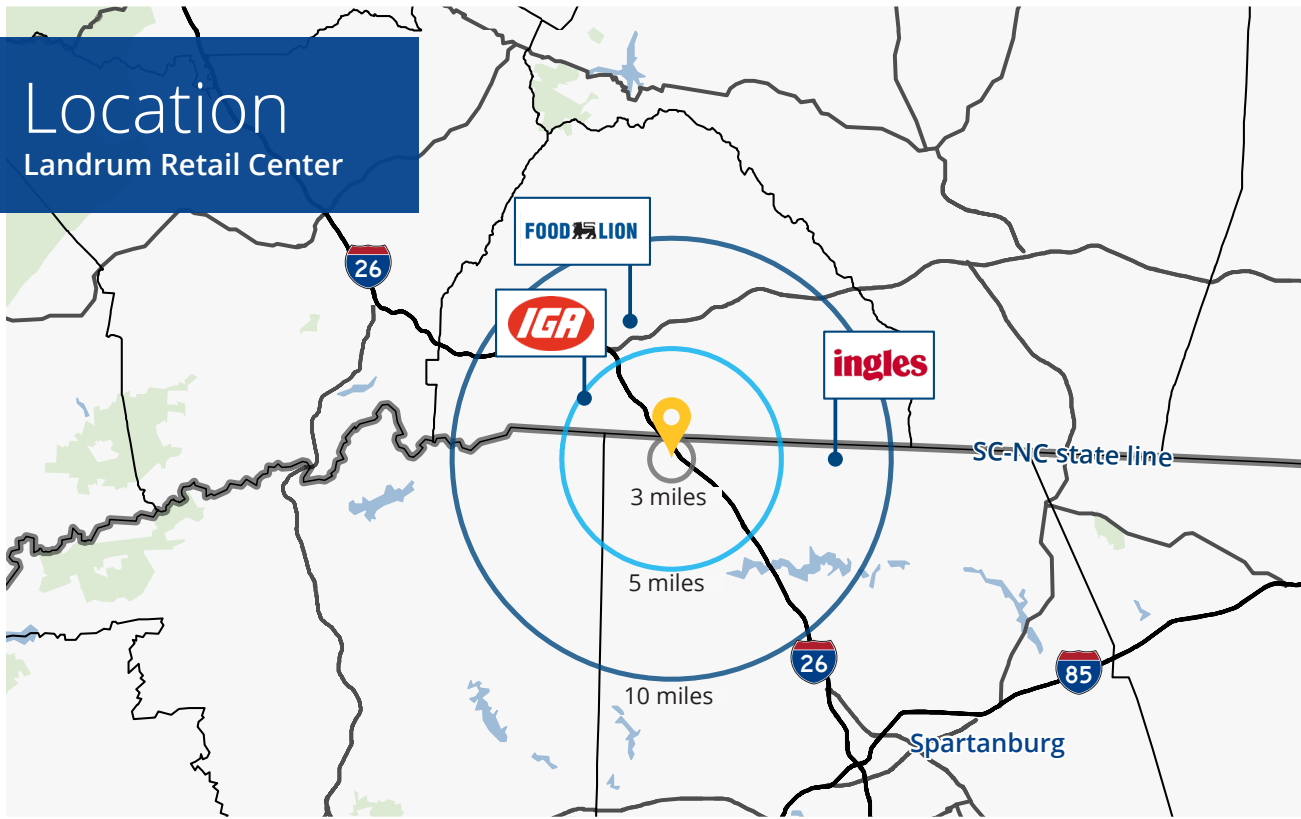 Location
Landrum Retail Center
FOOD LION
26
IGA
ingles
SC-NC state line
3 miles
5 miles
26
85
10 miles
Spartanburg